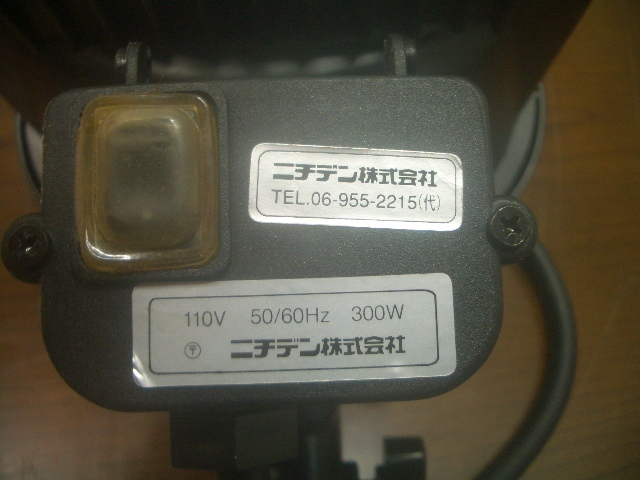 ニチデン株式会社
TEL.06-955-2215(代)
110V 50/60Hz 300W
〶 ニチデン株式会社